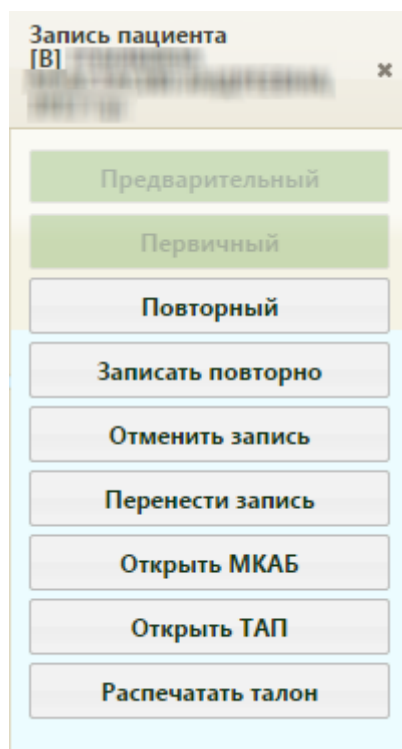 Запись пациента
[В]
Предварительный
Первичный
Повторный
Записать повторно
Отменить запись
Перенести запись
Открыть МКАБ
Открыть ТАП
Распечатать талон